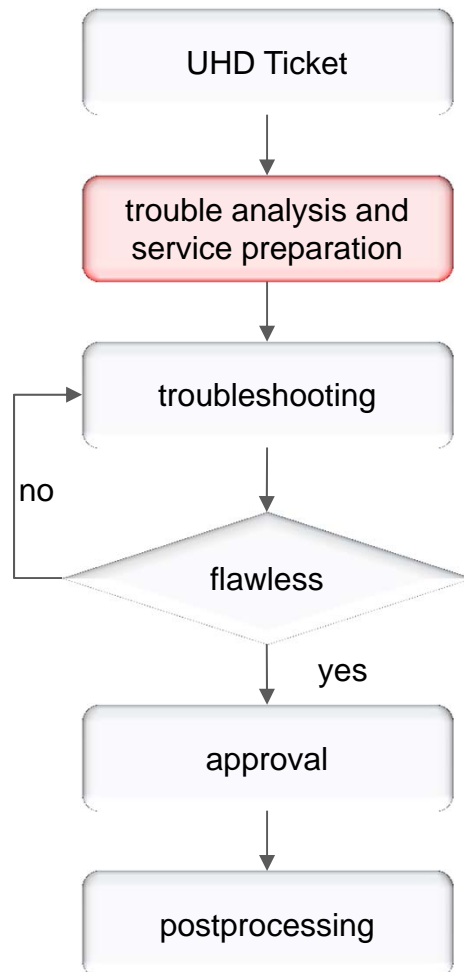 UHD Ticket
trouble analysis and
service preparation
troubleshooting
no
flawless
yes
approval
postprocessing